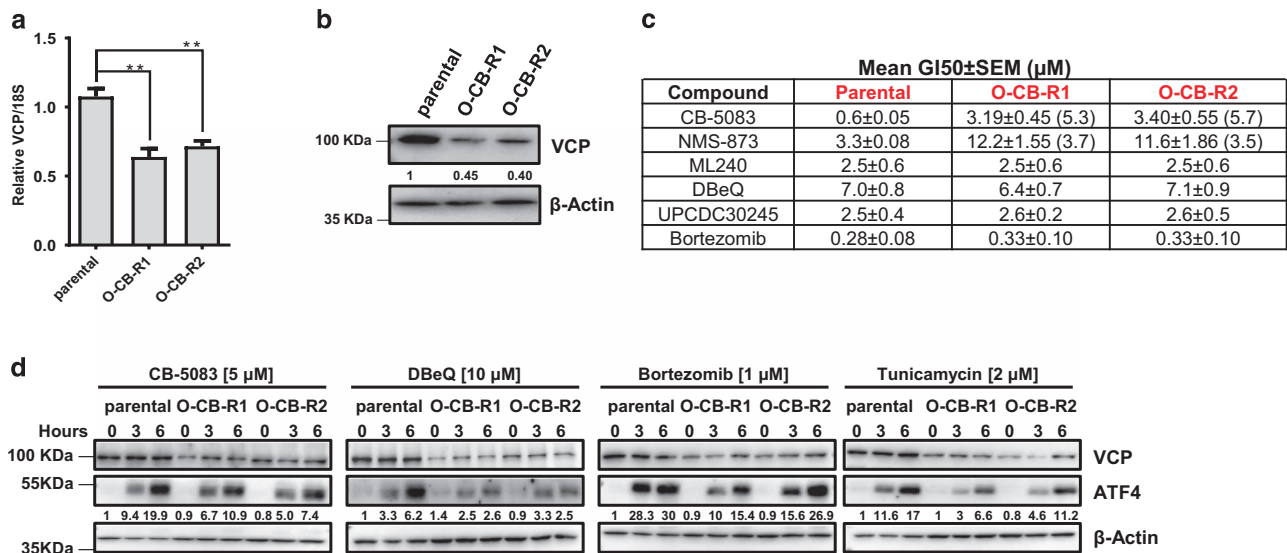 a
Relative VCP/18S
1.5
1.0
0.5
0.0
** **
parental O-CB-R1 O-CB-R2
b
parental O-CB-R1 O-CB-R2
100 KDa VCP
1 0.45 0.40
35 KDa β-Actin
c
Mean GI50±SEM (µM)
Compound Parental O-CB-R1 O-CB-R2
CB-5083 0.6±0.05 3.19±0.45 (5.3) 3.40±0.55 (5.7)
NMS-873 3.3±0.08 12.2±1.55 (3.7) 11.6±1.86 (3.5)
ML240 2.5±0.6 2.5±0.6 2.5±0.6
DBeQ 7.0±0.8 6.4±0.7 7.1±0.9
UPCDC30245 2.5±0.4 2.6±0.2 2.6±0.5
Bortezomib 0.28±0.08 0.33±0.10 0.33±0.10
d
CB-5083 [5 µM] DBeQ [10 µM] Bortezomib [1 µM] Tunicamycin [2 µM]
parental O-CB-R1 O-CB-R2 parental O-CB-R1 O-CB-R2 parental O-CB-R1 O-CB-R2 parental O-CB-R1 O-CB-R2
Hours 0 3 6 0 3 6 0 3 6 0 3 6 0 3 6 0 3 6 0 3 6 0 3 6 0 3 6 0 3 6 0 3 6 0 3 6
100 KDa VCP
55KDa ATF4
1 9.4 19.9 0.9 6.7 10.9 0.8 5.0 7.4 1 3.3 6.2 1.4 2.5 2.6 0.9 3.3 2.5 1 28.3 30 0.9 10 15.4 0.9 15.6 26.9 1 11.6 17 1 3 6.6 0.8 4.6 11.2
35KDa β-Actin